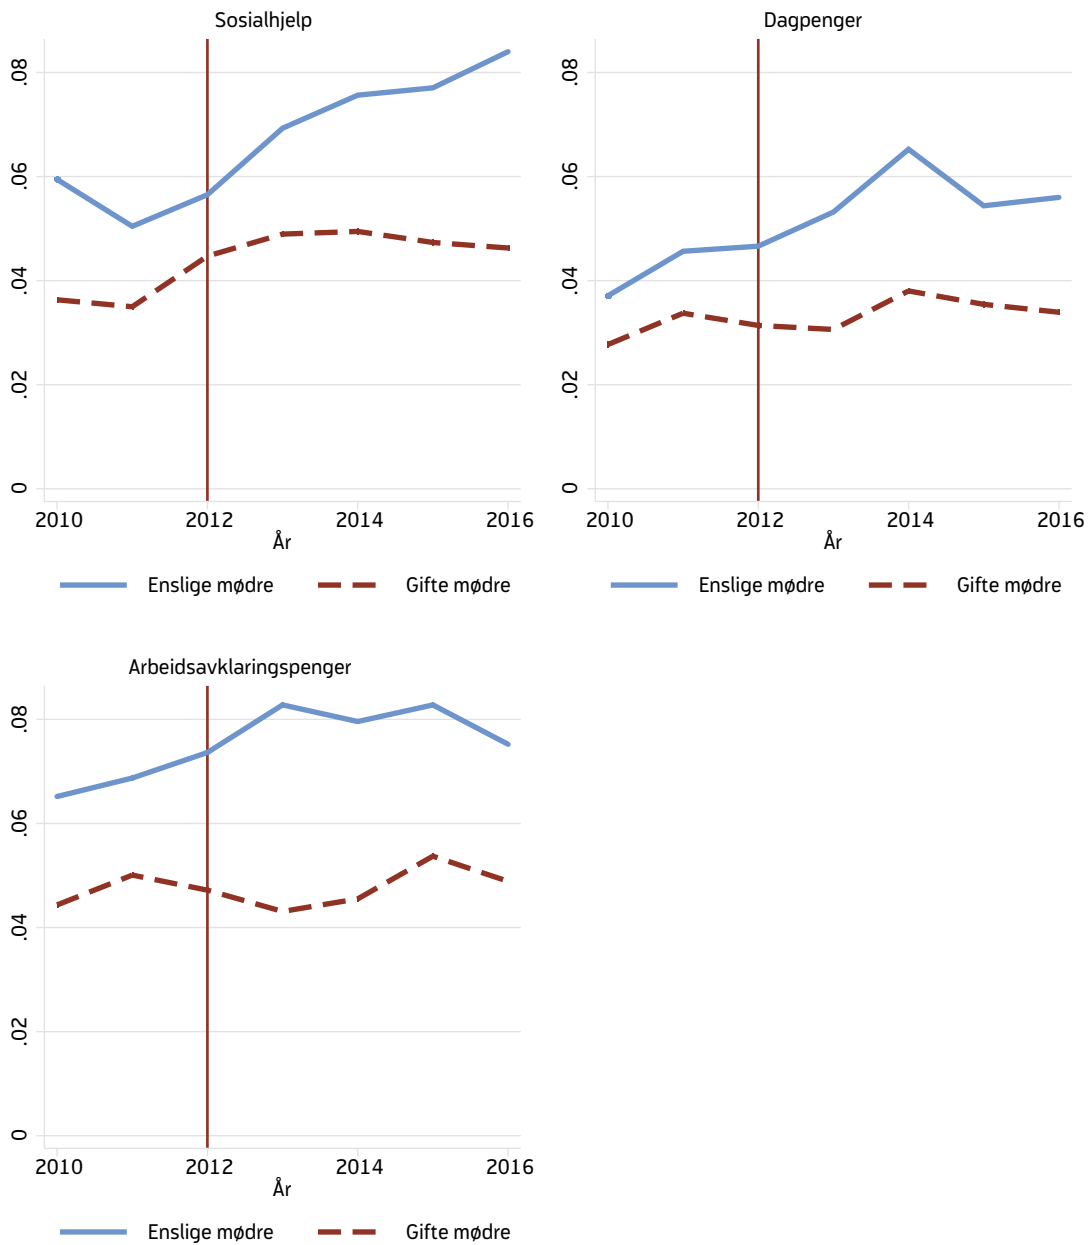 Sosialhjelp
.08
.06
.04
.02
0
2010 2012 2014 2016
År
Enslige mødre Gifte mødre
Dagpenger
.08
.06
.04
.02
0
2010 2012 2014 2016
År
Enslige mødre Gifte mødre
Arbeidsavklaringspenger
.08
.06
.04
.02
0
2010 2012 2014 2016
År
Enslige mødre Gifte mødre